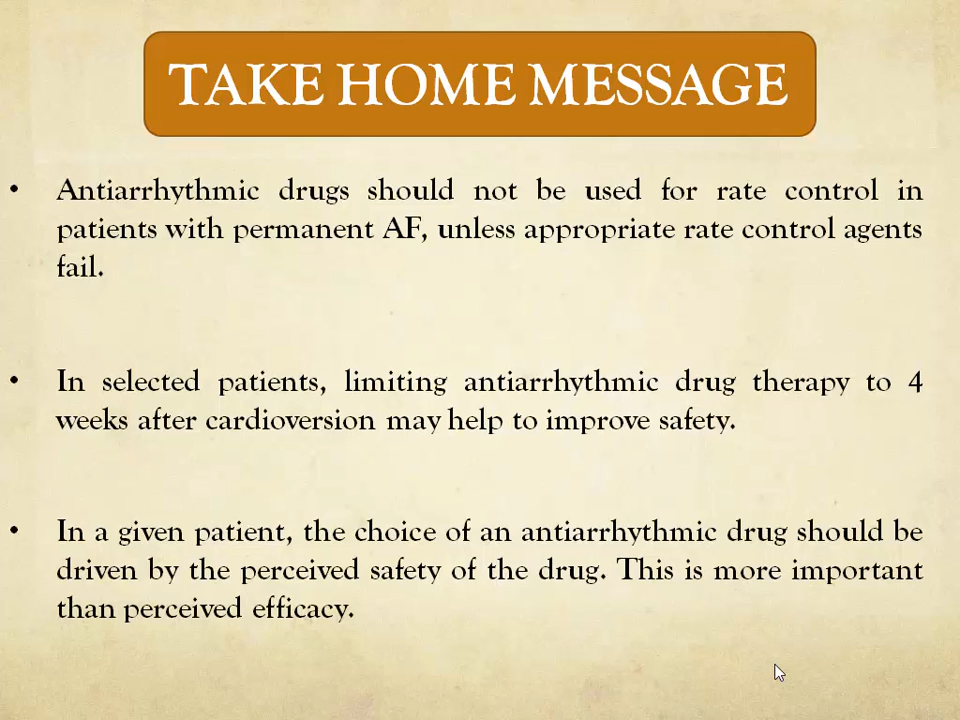 TAKE HOME MESSAGE
• Antiarrhythmic drugs should not be used for rate control in
patients with permanent AF, unless appropriate rate control agents
fail.
• In selected patients, limiting antiarrhythmic drug therapy to 4
weeks after cardioversion may help to improve safety.
• In a given patient, the choice of an antiarrhythmic drug should be
driven by the perceived safety of the drug. This is more important
than perceived efficacy.